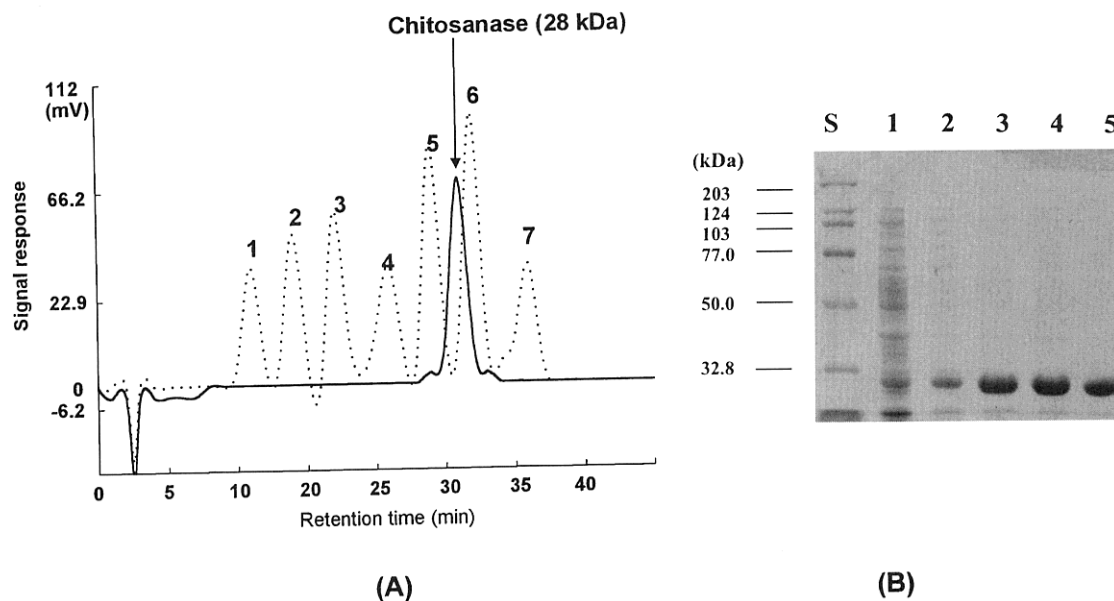 Chitosanase (28 kDa)
112
(mV)
66.2
22.9
0
-6.2
Signal response
1 2 3 4 5 6 7
0 5 10 20 30 35 40
Retention time (min)
(A)
S 1 2 3 4 5
(kDa)
203
124
103
77.0
50.0
32.8
(B)